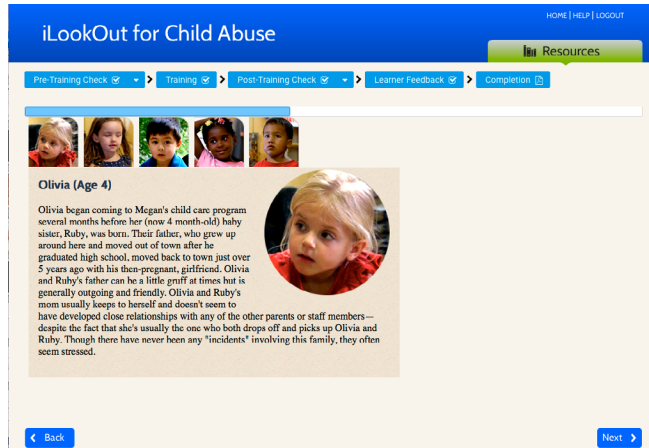 HOME | HELP | LOGOUT
iLookOut for Child Abuse
Resources
Pre-Training Check
Training
Post-Training Check
Learner Feedback
Completion
Olivia (Age 4)
Olivia began coming to Megan's child care program
several months before her (now 4 month-old) baby
sister, Ruby, was born. Their father, who grew up
around here and moved out of town after he
graduated high school, moved back to town just over
5 years ago with his then-pregnant, girlfriend. Olivia
and Ruby's father can be a little gruff at times but is
generally outgoing and friendly. Olivia and Ruby's
mom usually keeps to herself and doesn't seem to
have developed close relationships with any of the other parents or staff members—
despite the fact that she's usually the one who both drops off and picks up Olivia and
Ruby. Though there have never been any "incidents" involving this family, they often
seem stressed.
Back
Next